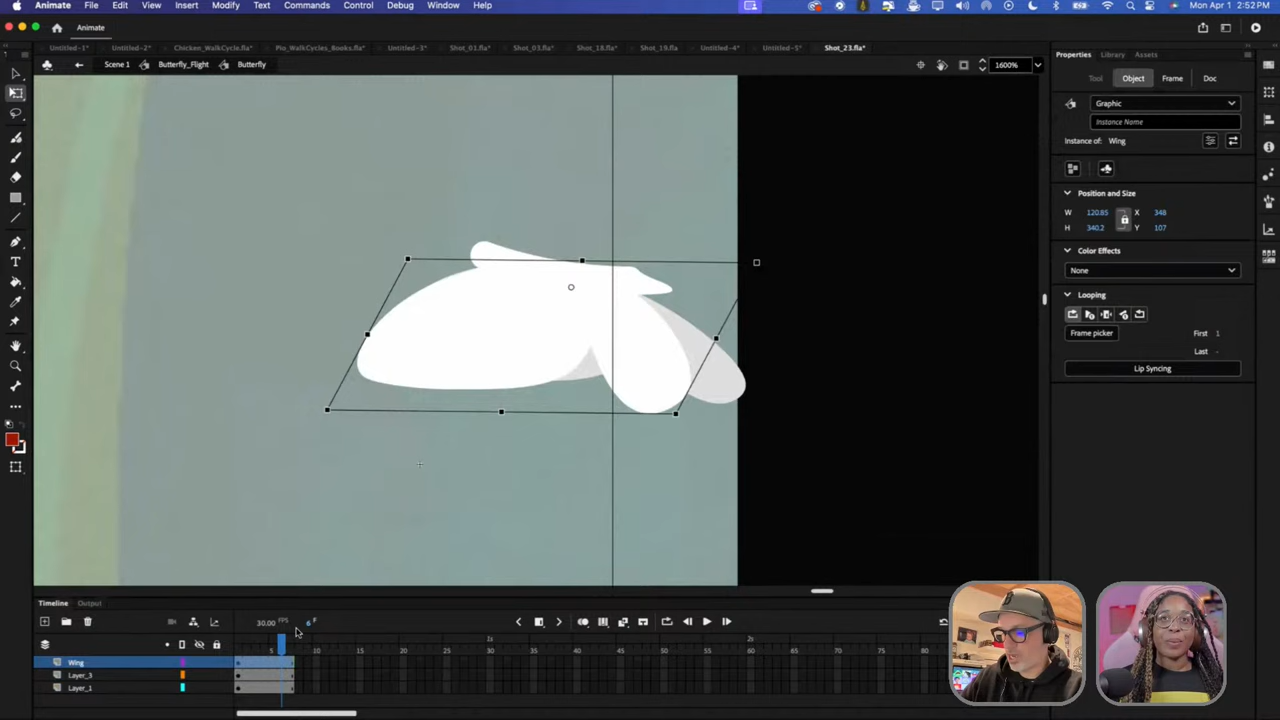 Animate File Edit View Insert Modify Text Commands Control Debug Window Help Mon Apr 1 2:52 PM
Animate
Untitled-1* Untitled-2* Chicken_WalkCycle.fla* Pio_WalkCycles_Books.fla* Untitled-3* Shot_01.fla* Shot_03.fla* Shot_18.fla* Shot_19.fla Untitled-4* Untitled-5* Shot_23.fla*
Scene 1 Butterfly_Flight Butterfly 1600%
Properties Library Assets
Tool Object Frame Doc
Graphic
Instance Name
Instance of: Wing
Position and Size
W 120.85 X 348
H 340.2 Y 107
Color Effects
None
Looping
Frame picker First 1
Last -
Lip Syncing
Timeline Output
30.00 FPS 6 F
1s 2s
5 10 15 20 25 30 35 40 45 50 55 60 65 70 75 80
Wing
Layer_3
Layer_1